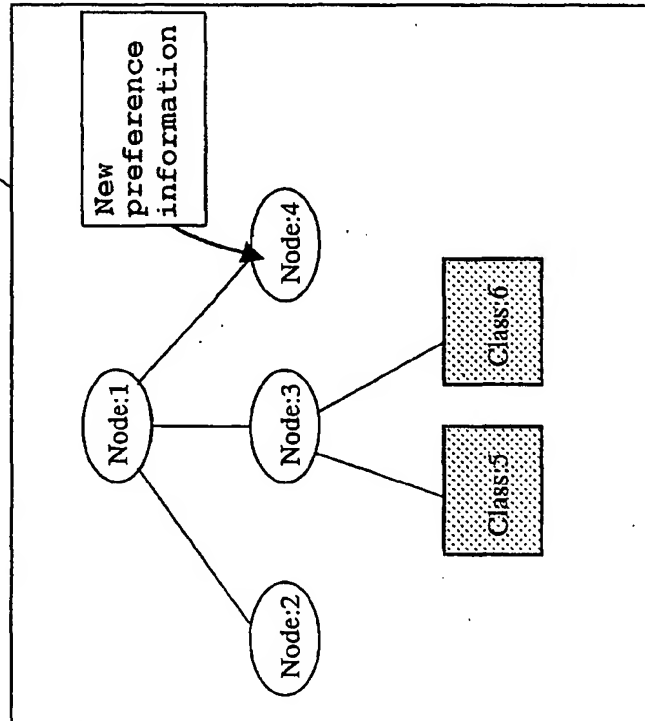 New
preference
information
Node:1
Node:2
Node:3
Node:4
Class:5
Class:6